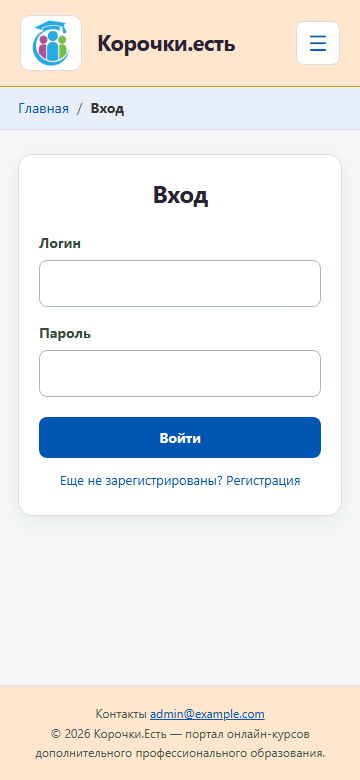 Корочки.есть
☰
Главная / Вход
Вход
Логин
Пароль
Войти
Еще не зарегистрированы? Регистрация
Контакты admin@example.com
© 2026 Корочки.Есть — портал онлайн-курсов
дополнительного профессионального образования.